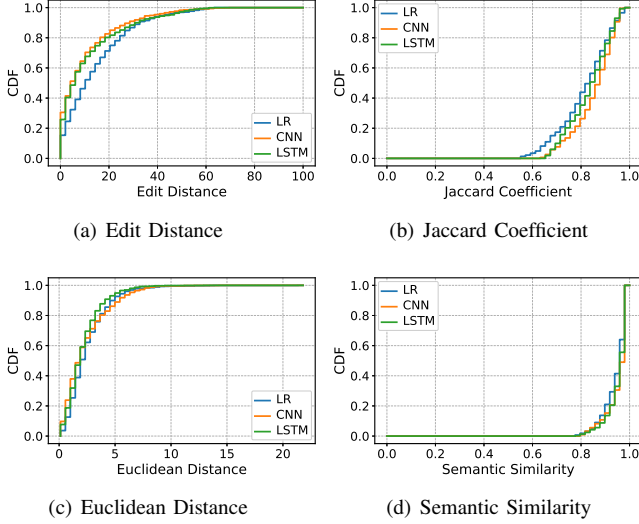 1.0
0.8
0.6
0.4
0.2
0.0
CDF
LR
CNN
LSTM
0 20 40 60 80 100
Edit Distance
(a) Edit Distance
1.0
0.8
0.6
0.4
0.2
0.0
CDF
LR
CNN
LSTM
0.0 0.2 0.4 0.6 0.8 1.0
Jaccard Coefficient
(b) Jaccard Coefficient
1.0
0.8
0.6
0.4
0.2
0.0
CDF
LR
CNN
LSTM
0 5 10 15 20
Euclidean Distance
(c) Euclidean Distance
1.0
0.8
0.6
0.4
0.2
0.0
CDF
LR
CNN
LSTM
0.0 0.2 0.4 0.6 0.8 1.0
Semantic Similarity
(d) Semantic Similarity